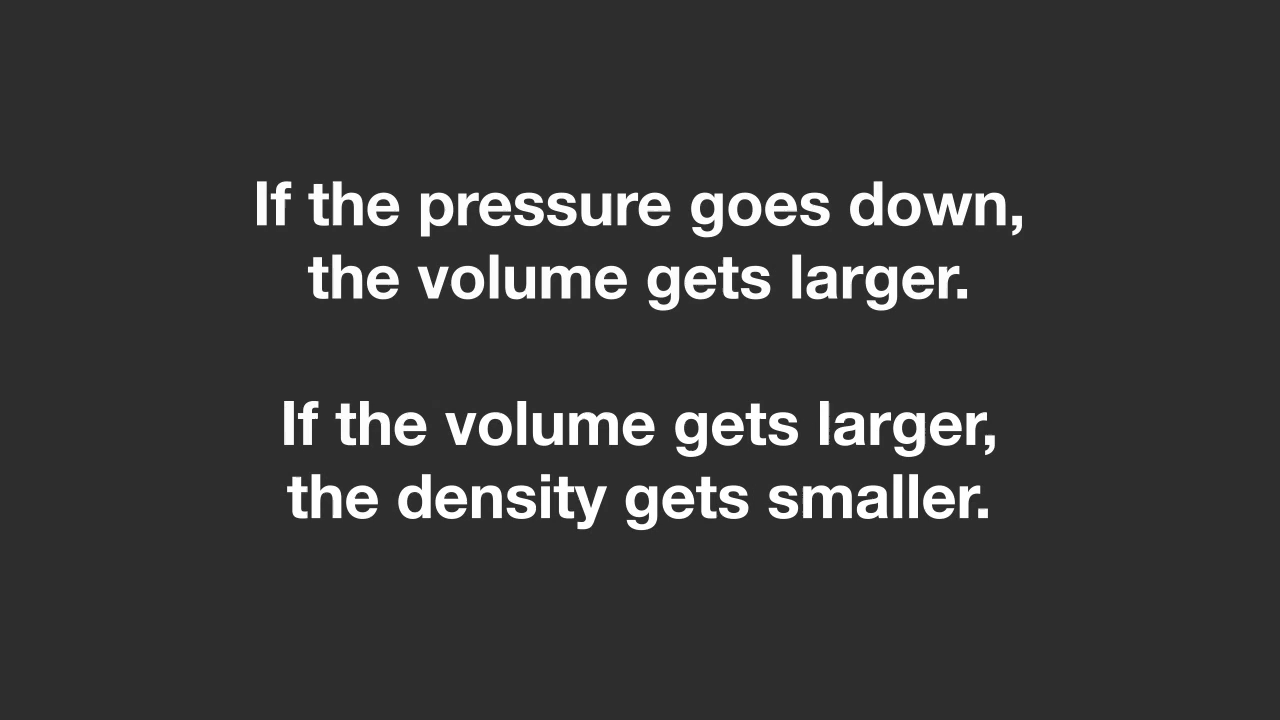 If the pressure goes down,
the volume gets larger.
If the volume gets larger,
the density gets smaller.